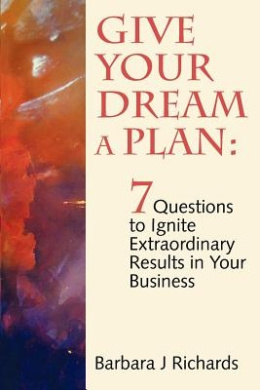 GIVE
YOUR
DREAM
A PLAN:
7 Questions
to Ignite
Extraordinary
Results in Your
Business
Barbara J Richards